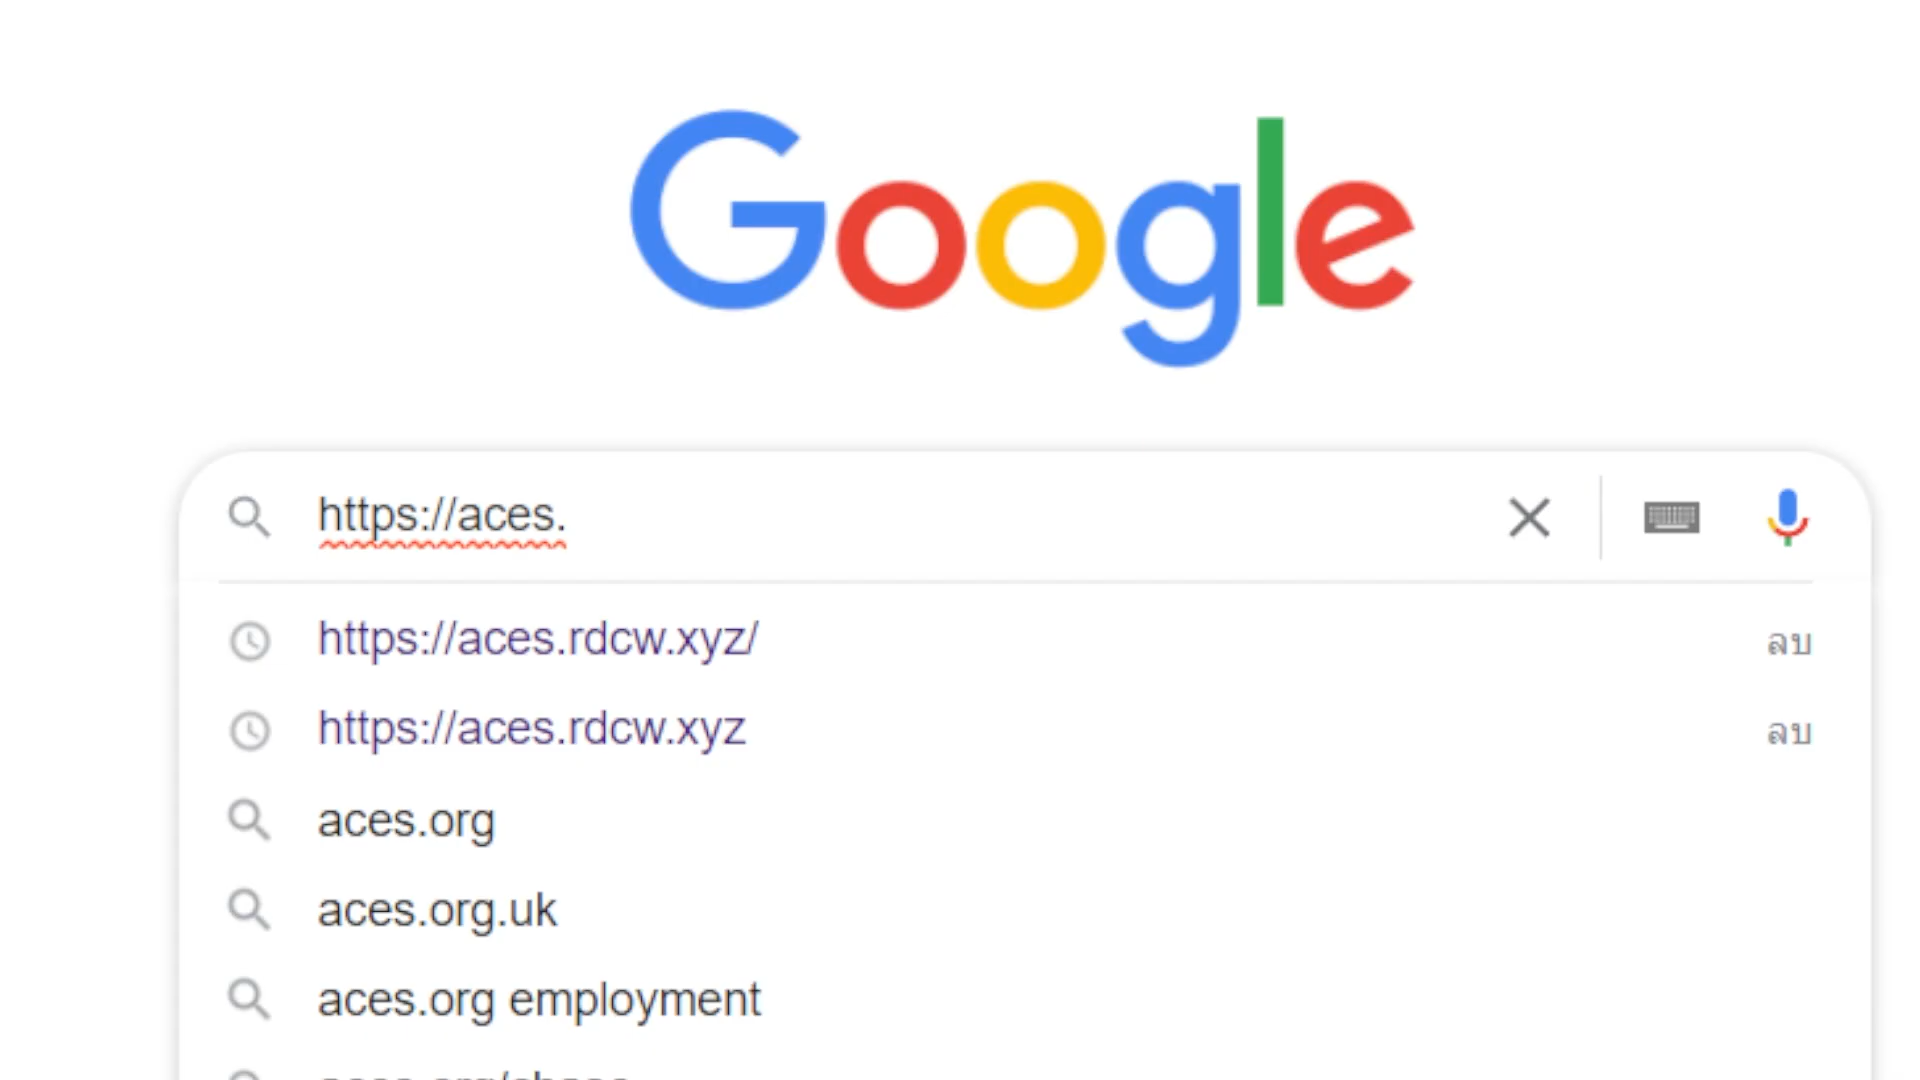 Google
https://aces.
https://aces.rdcw.xyz/ ลบ
https://aces.rdcw.xyz ลบ
aces.org
aces.org.uk
aces.org employment